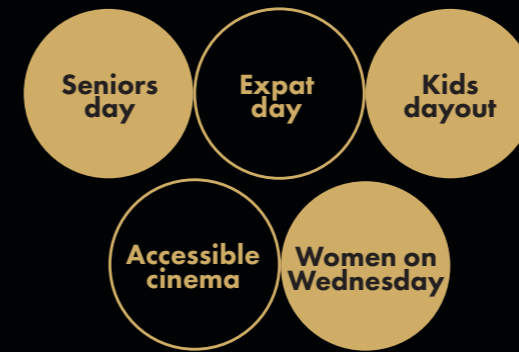 Seniors
day
Expat
day
Kids
dayout
Accessible
cinema
Women on
Wednesday